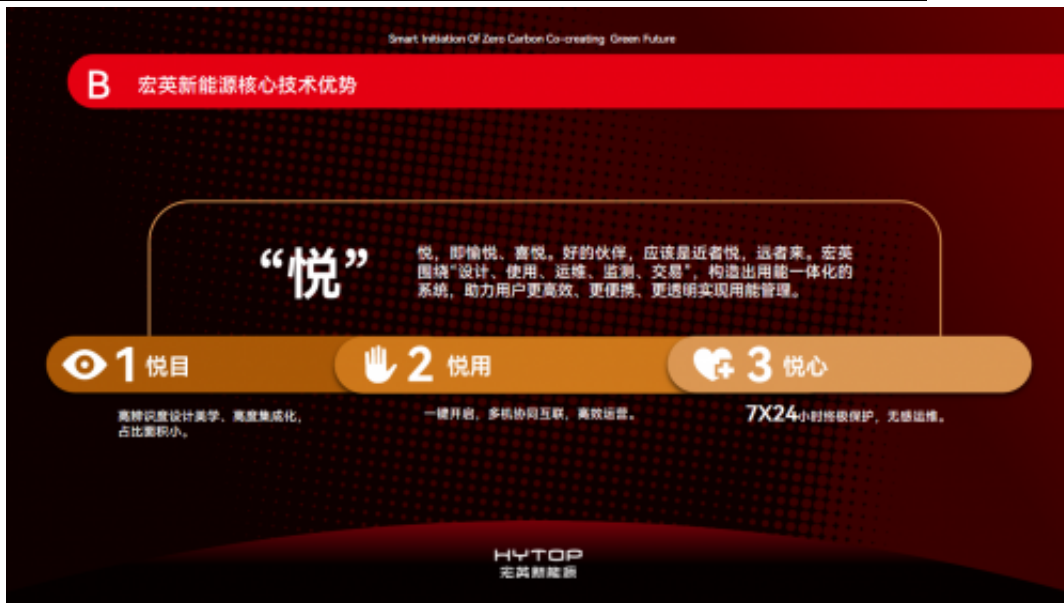 Smart Initiation Of Zero Carbon Co-creating Green Future
B 宏英新能源核心技术优势
“悦”
悦，即愉悦、喜悦。好的伙伴，应该是近者悦，远者来。宏英
围绕“设计、使用、运维、监测、交易”，构造出用能一体化的
系统，助力用户更高效、更便携、更透明实现用能管理。
1 悦目
2 悦用
3 悦心
高辨识度设计美学、高度集成化，
占比面积小。
一键开启，多机协同互联，高效运营。
7X24小时终极保护，无感运维。
HYTOP
宏英新能源